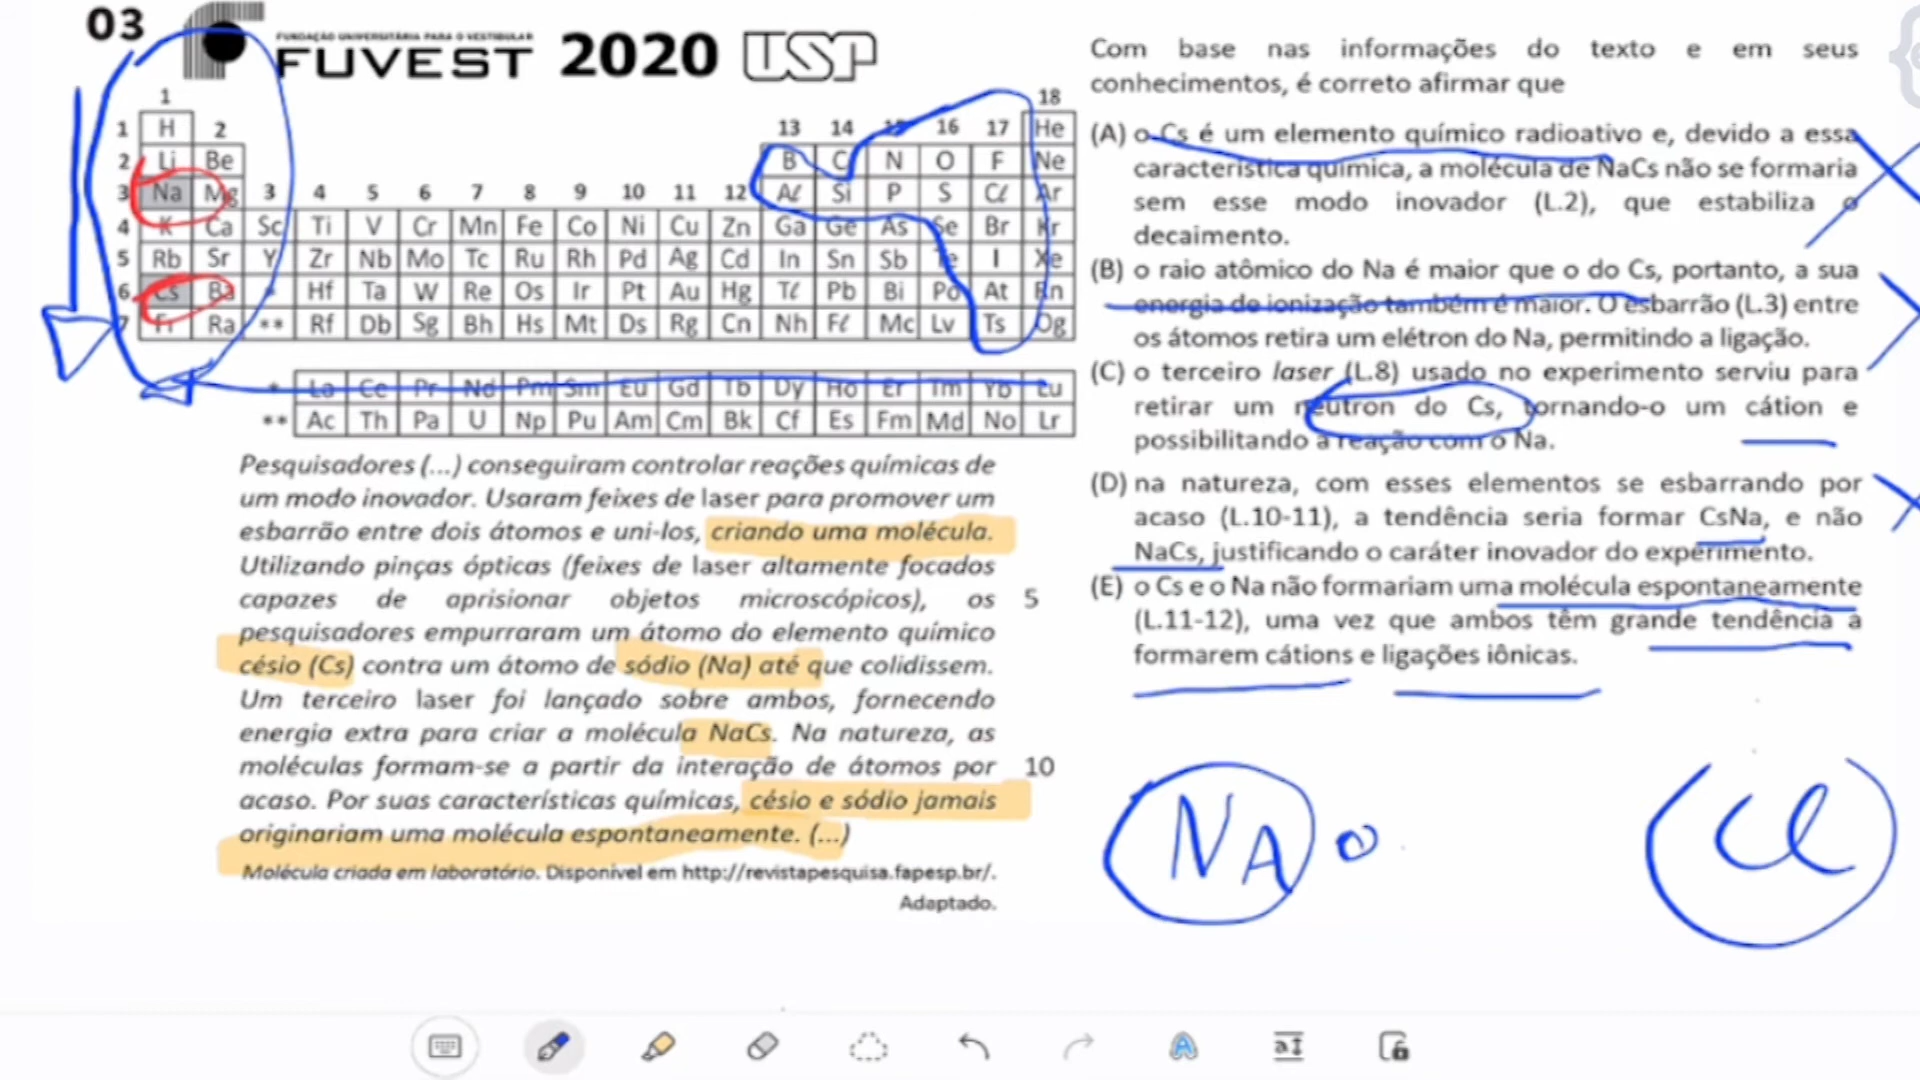 03
FUNDAÇÃO UNIVERSITÁRIA PARA O VESTIBULAR
FUVEST 2020 USP
1 18
1 H 2 13 14 15 16 17 He
2 Li Be B C N O F Ne
3 Na Mg 3 4 5 6 7 8 9 10 11 12 Aℓ Si P S Cℓ Ar
4 K Ca Sc Ti V Cr Mn Fe Co Ni Cu Zn Ga Ge As Se Br Kr
5 Rb Sr Y Zr Nb Mo Tc Ru Rh Pd Ag Cd In Sn Sb Te I Xe
6 Cs Ba * Hf Ta W Re Os Ir Pt Au Hg Tℓ Pb Bi Po At Rn
7 Fr Ra ** Rf Db Sg Bh Hs Mt Ds Rg Cn Nh Fℓ Mc Lv Ts Og
* La Ce Pr Nd Pm Sm Eu Gd Tb Dy Ho Er Tm Yb Lu
** Ac Th Pa U Np Pu Am Cm Bk Cf Es Fm Md No Lr
Pesquisadores (...) conseguiram controlar reações químicas de
um modo inovador. Usaram feixes de laser para promover um
esbarrão entre dois átomos e uni-los, criando uma molécula.
Utilizando pinças ópticas (feixes de laser altamente focados
capazes de aprisionar objetos microscópicos), os 5
pesquisadores empurraram um átomo do elemento químico
césio (Cs) contra um átomo de sódio (Na) até que colidissem.
Um terceiro laser foi lançado sobre ambos, fornecendo
energia extra para criar a molécula NaCs. Na natureza, as
moléculas formam-se a partir da interação de átomos por 10
acaso. Por suas características químicas, césio e sódio jamais
originariam uma molécula espontaneamente. (...)
Molécula criada em laboratório. Disponível em http://revistapesquisa.fapesp.br/.
Adaptado.
Com base nas informações do texto e em seus
conhecimentos, é correto afirmar que
(A) o Cs é um elemento químico radioativo e, devido a essa
característica química, a molécula de NaCs não se formaria
sem esse modo inovador (L.2), que estabiliza o
decaimento.
(B) o raio atômico do Na é maior que o do Cs, portanto, a sua
energia de ionização também é maior. O esbarrão (L.3) entre
os átomos retira um elétron do Na, permitindo a ligação.
(C) o terceiro laser (L.8) usado no experimento serviu para
retirar um neutron do Cs, tornando-o um cátion e
possibilitando a reação com o Na.
(D) na natureza, com esses elementos se esbarrando por
acaso (L.10-11), a tendência seria formar CsNa, e não
NaCs, justificando o caráter inovador do experimento.
(E) o Cs e o Na não formariam uma molécula espontaneamente
(L.11-12), uma vez que ambos têm grande tendência a
formarem cátions e ligações iônicas.
NA o Cl